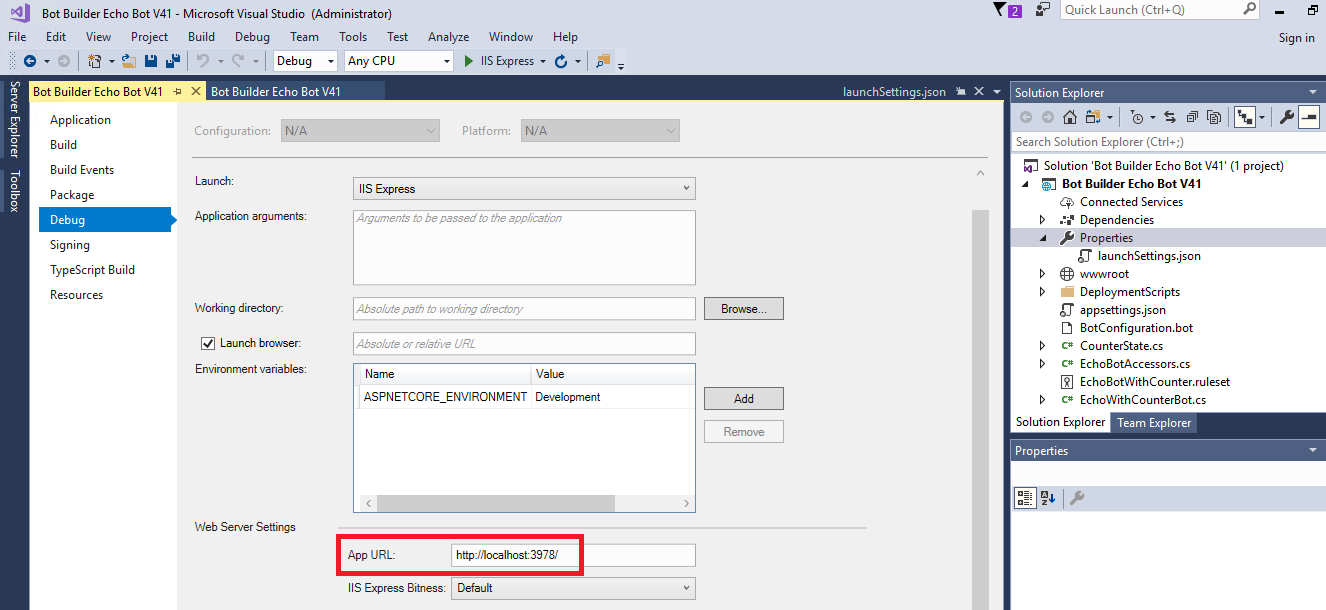 Bot Builder Echo Bot V41 - Microsoft Visual Studio (Administrator)
2
Quick Launch (Ctrl+Q)
File Edit View Project Build Debug Team Tools Test Analyze Window Help
Sign in
Debug Any CPU IIS Express
Server Explorer
Toolbox
Bot Builder Echo Bot V41
Bot Builder Echo Bot V41
launchSettings.json
Application
Build
Build Events
Package
Debug
Signing
TypeScript Build
Resources
Configuration: N/A Platform: N/A
Launch: IIS Express
Application arguments: Arguments to be passed to the application
Working directory: Absolute path to working directory Browse...
Launch browser: Absolute or relative URL
Environment variables:
Name Value
ASPNETCORE_ENVIRONMENT Development
Add
Remove
Web Server Settings
App URL: http://localhost:3978/
IIS Express Bitness: Default
Solution Explorer
Search Solution Explorer (Ctrl+;)
Solution 'Bot Builder Echo Bot V41' (1 project)
Bot Builder Echo Bot V41
Connected Services
Dependencies
Properties
launchSettings.json
wwwroot
DeploymentScripts
appsettings.json
BotConfiguration.bot
C# CounterState.cs
C# EchoBotAccessors.cs
EchoBotWithCounter.ruleset
C# EchoWithCounterBot.cs
Solution Explorer Team Explorer
Properties